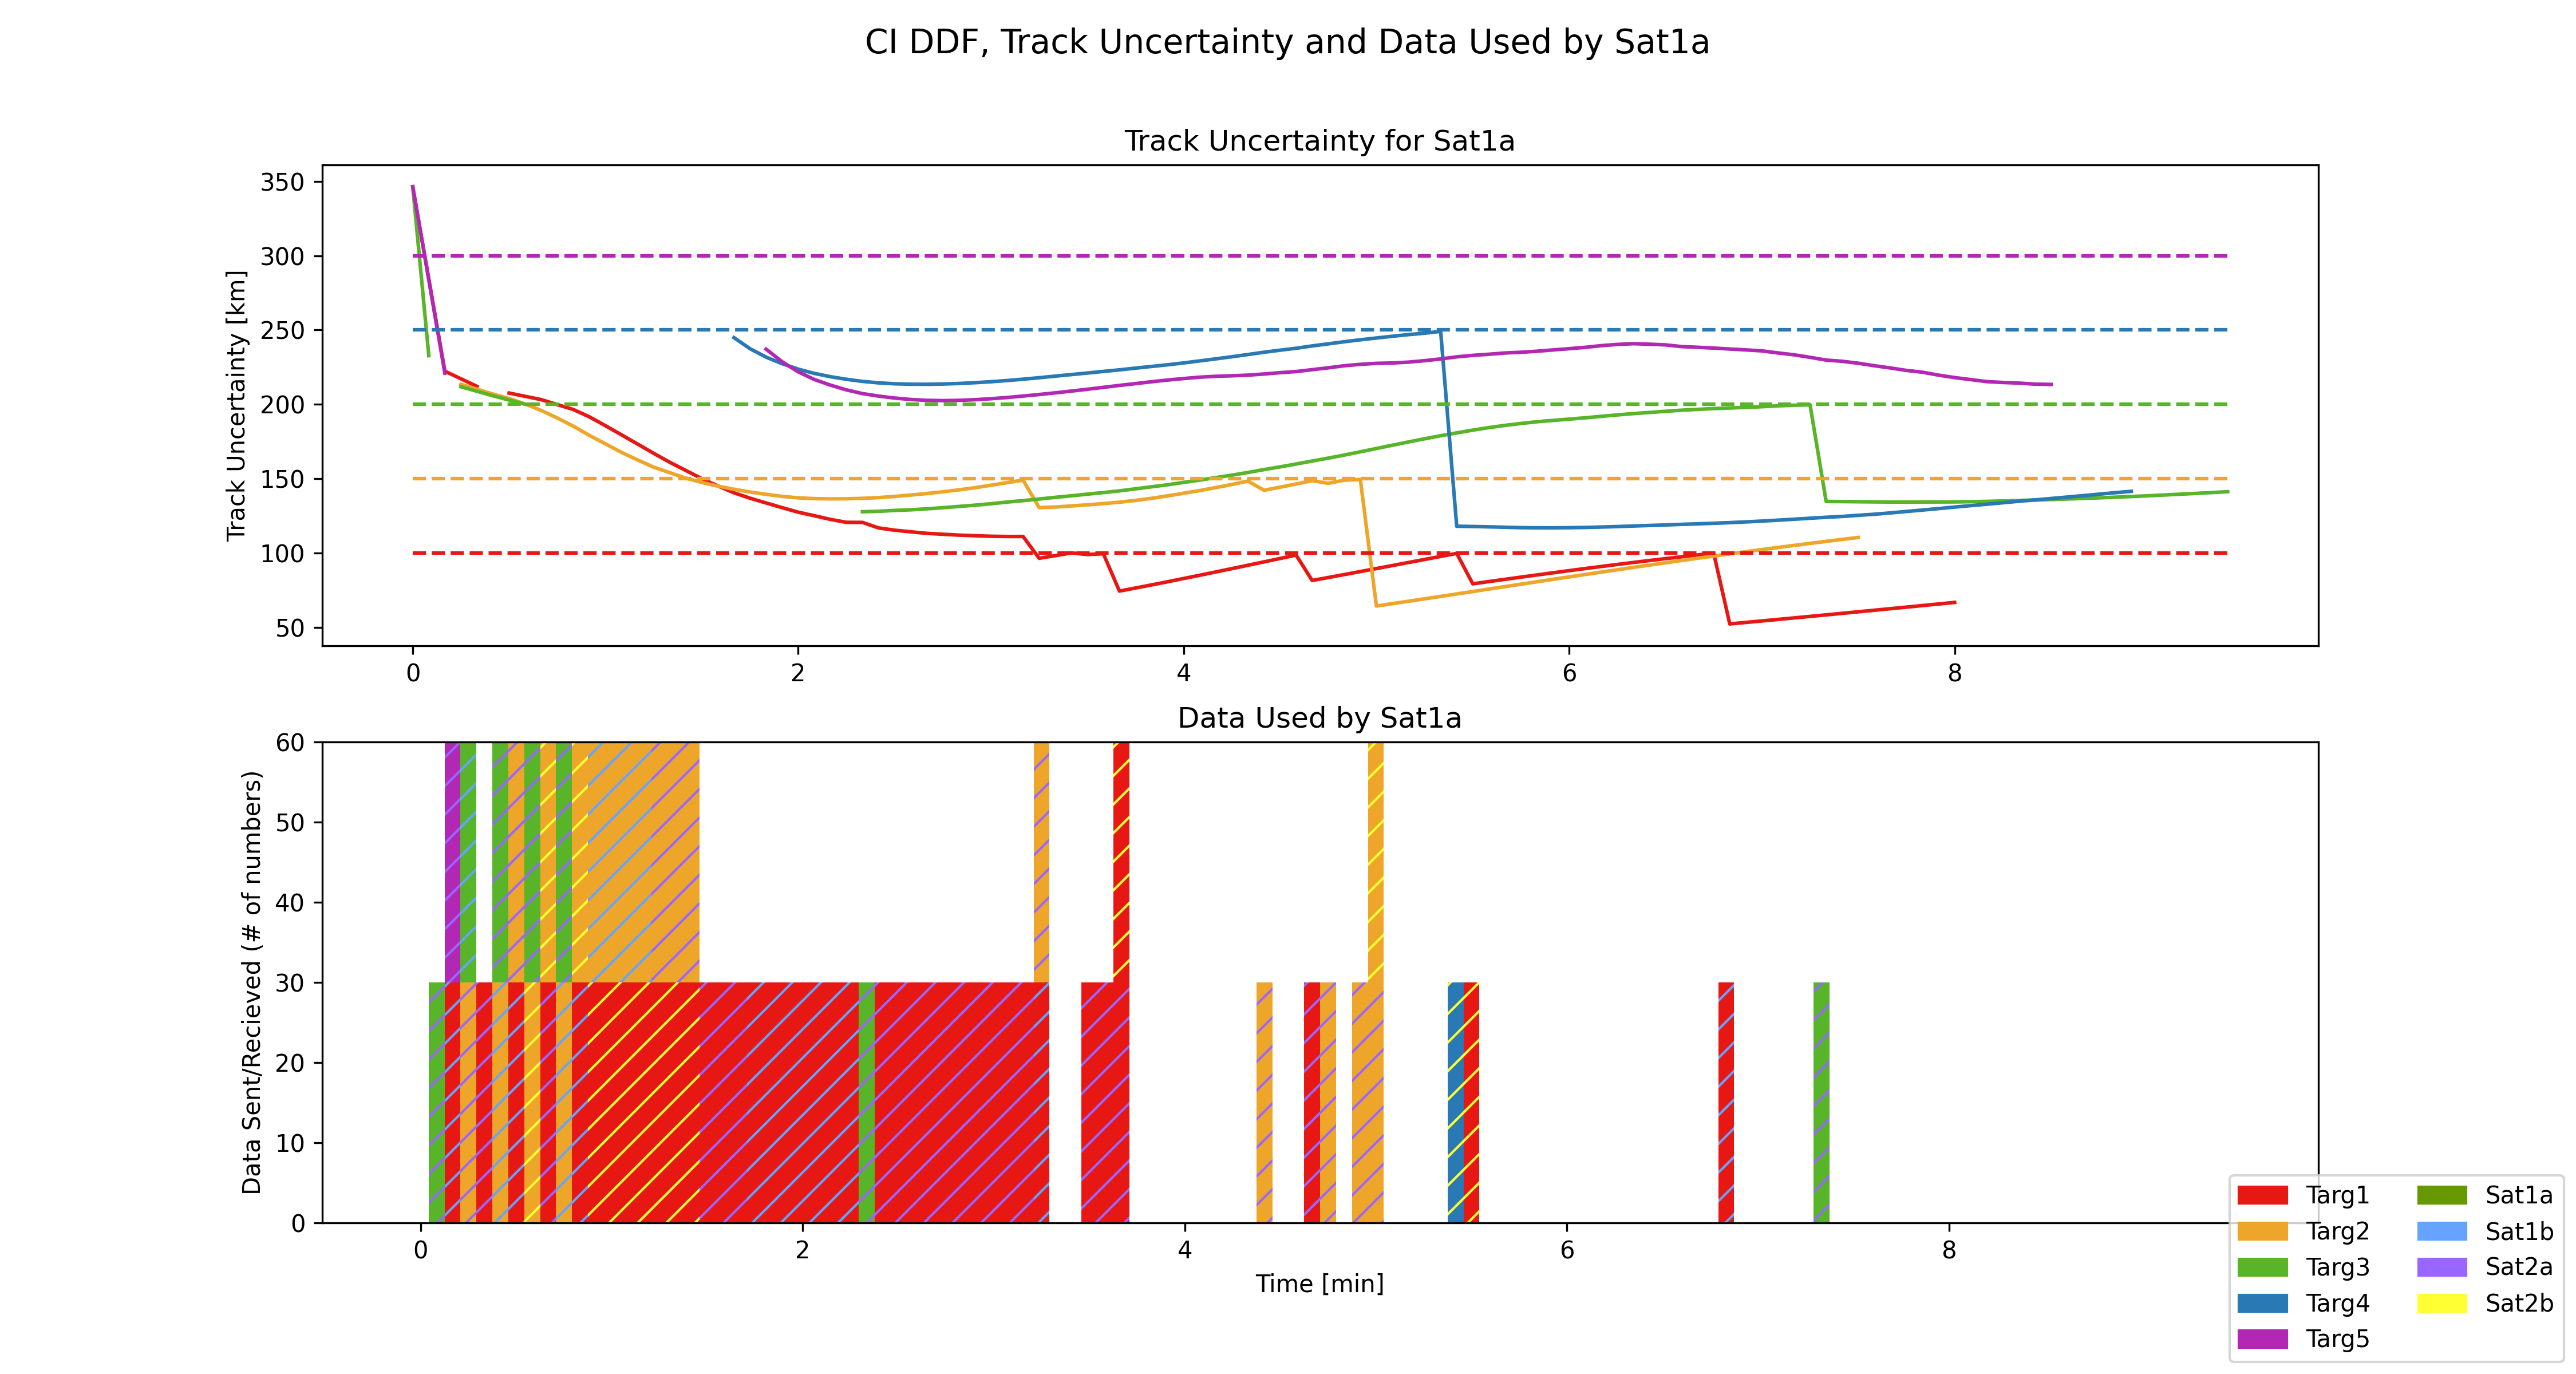 CI DDF, Track Uncertainty and Data Used by Sat1a
Track Uncertainty for Sat1a
Track Uncertainty [km]
350
300
250
200
150
100
50
0 2 4 6 8
Data Used by Sat1a
Data Sent/Recieved (# of numbers)
60
50
40
30
20
10
0
0 2 4 6 8
Time [min]
Targ1 Sat1a
Targ2 Sat1b
Targ3 Sat2a
Targ4 Sat2b
Targ5